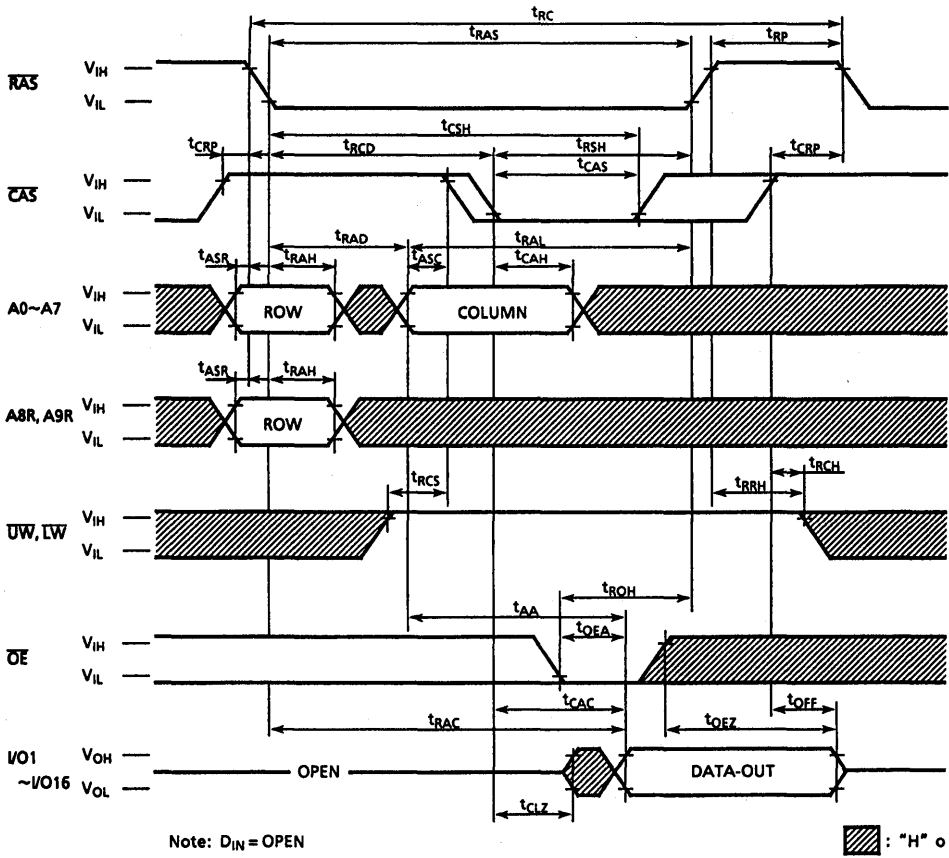 tRC
tRAS
tRP
RAS
VIH
VIL
tCSH
tCRP
tRCD
tRSH
tCRP
tCAS
CAS
VIH
VIL
tRAD
tRAL
tASR
tRAH
tASC
tCAH
A0~A7
VIH
VIL
ROW
COLUMN
tASR
tRAH
A8R, A9R
VIH
VIL
ROW
tRCS
tRRH
tRCH
UW, LW
VIH
VIL
tROH
tAA
tOEA
OE
VIH
VIL
tCAC
tOFF
tRAC
tOEZ
I/O1
~I/O16
VOH
VOL
OPEN
DATA-OUT
tCLZ
Note: DIN = OPEN
: "H" o